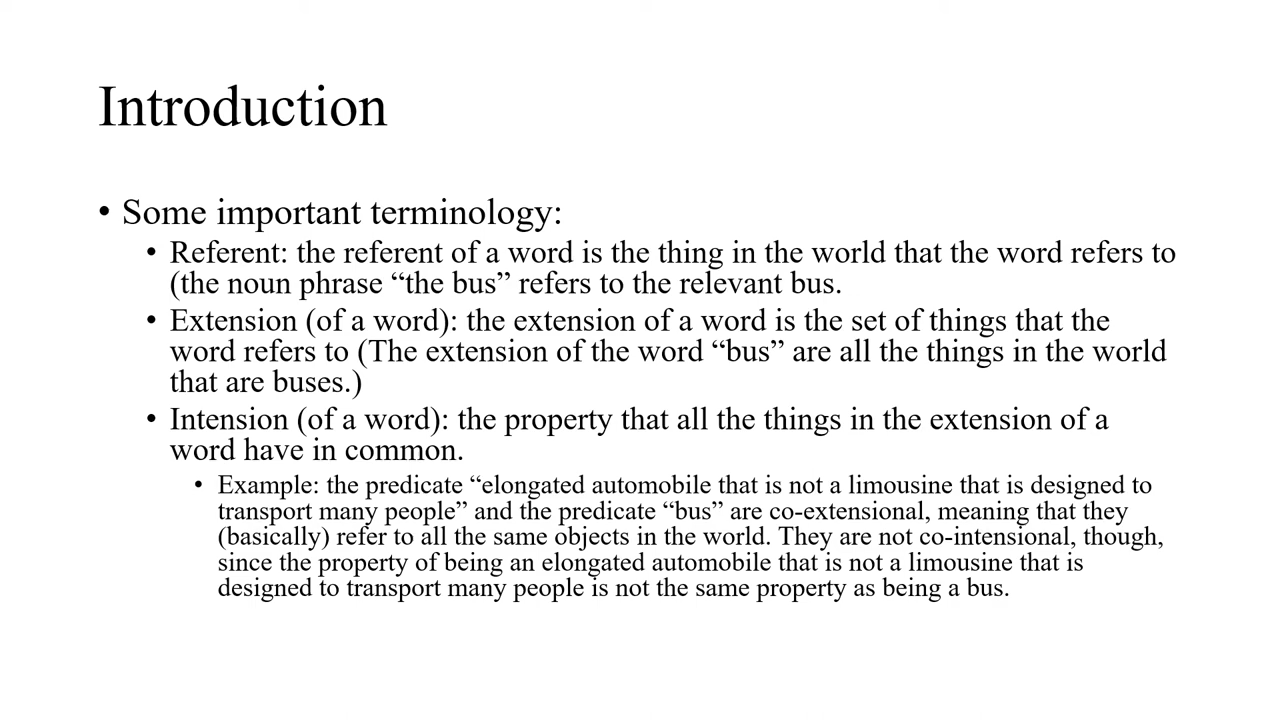 Introduction
• Some important terminology:
• Referent: the referent of a word is the thing in the world that the word refers to
(the noun phrase “the bus” refers to the relevant bus.
• Extension (of a word): the extension of a word is the set of things that the
word refers to (The extension of the word “bus” are all the things in the world
that are buses.)
• Intension (of a word): the property that all the things in the extension of a
word have in common.
• Example: the predicate “elongated automobile that is not a limousine that is designed to
transport many people” and the predicate “bus” are co-extensional, meaning that they
(basically) refer to all the same objects in the world. They are not co-intensional, though,
since the property of being an elongated automobile that is not a limousine that is
designed to transport many people is not the same property as being a bus.